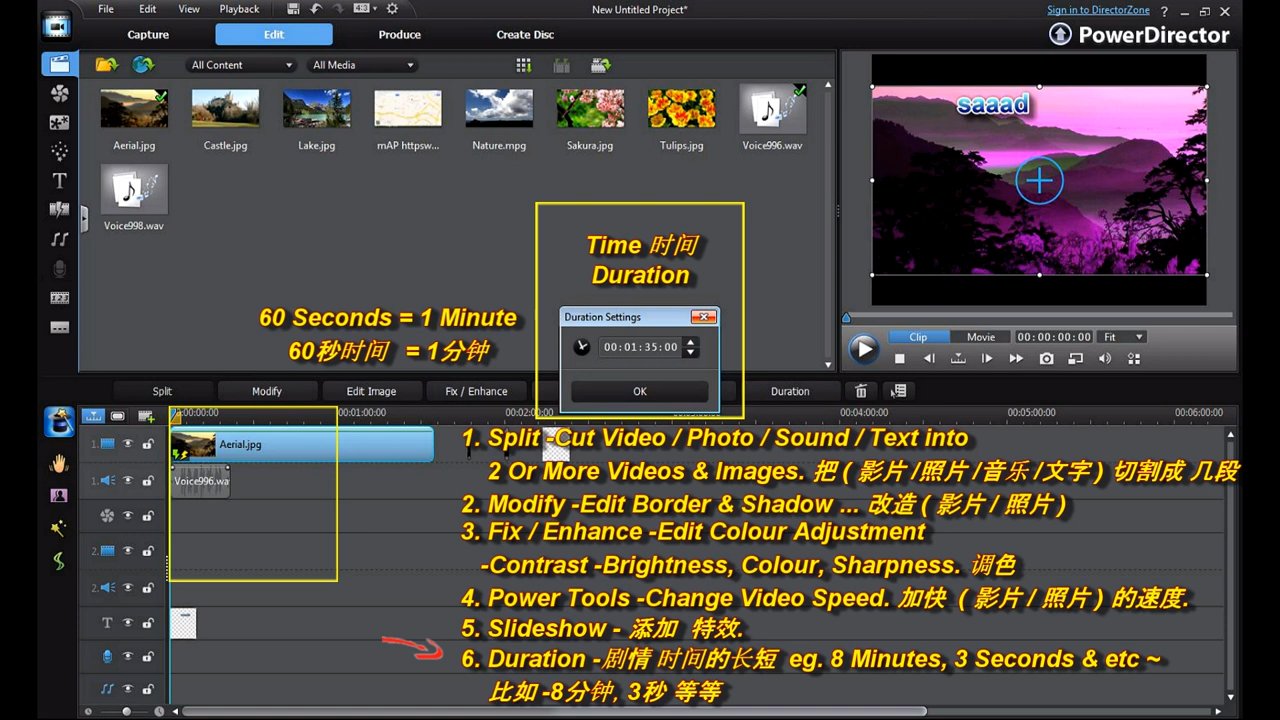 File Edit View Playback New Untitled Project* Sign in to DirectorZone ?
Capture Edit Produce Create Disc PowerDirector
All Content All Media
saaad
Aerial.jpg Castle.jpg Lake.jpg mAP httpsw... Nature.mpg Sakura.jpg Tulips.jpg Voice996.wav
Voice998.wav
Time 时间
Duration
60 Seconds = 1 Minute
60秒时间 = 1分钟
Duration Settings
00:01:35:00
OK
Clip Movie 00:00:00:00 Fit
Split Modify Edit Image Fix / Enhance Duration
00:00:00 00:01:00:00 00:02:00:00 00:04:00:00 00:05:00:00 00:06:00:00
1. Aerial.jpg
1. Voice996.wa
2.
2.
T
1. Split -Cut Video / Photo / Sound / Text into
2 Or More Videos & Images. 把 ( 影片 /照片 /音乐 /文字 ) 切割成 几段
2. Modify -Edit Border & Shadow ... 改造 ( 影片 / 照片 )
3. Fix / Enhance -Edit Colour Adjustment
-Contrast -Brightness, Colour, Sharpness. 调色
4. Power Tools -Change Video Speed. 加快 ( 影片 / 照片 ) 的速度.
5. Slideshow - 添加 特效.
6. Duration -剧情 时间的长短 eg. 8 Minutes, 3 Seconds & etc ~
比如 -8分钟, 3秒 等等